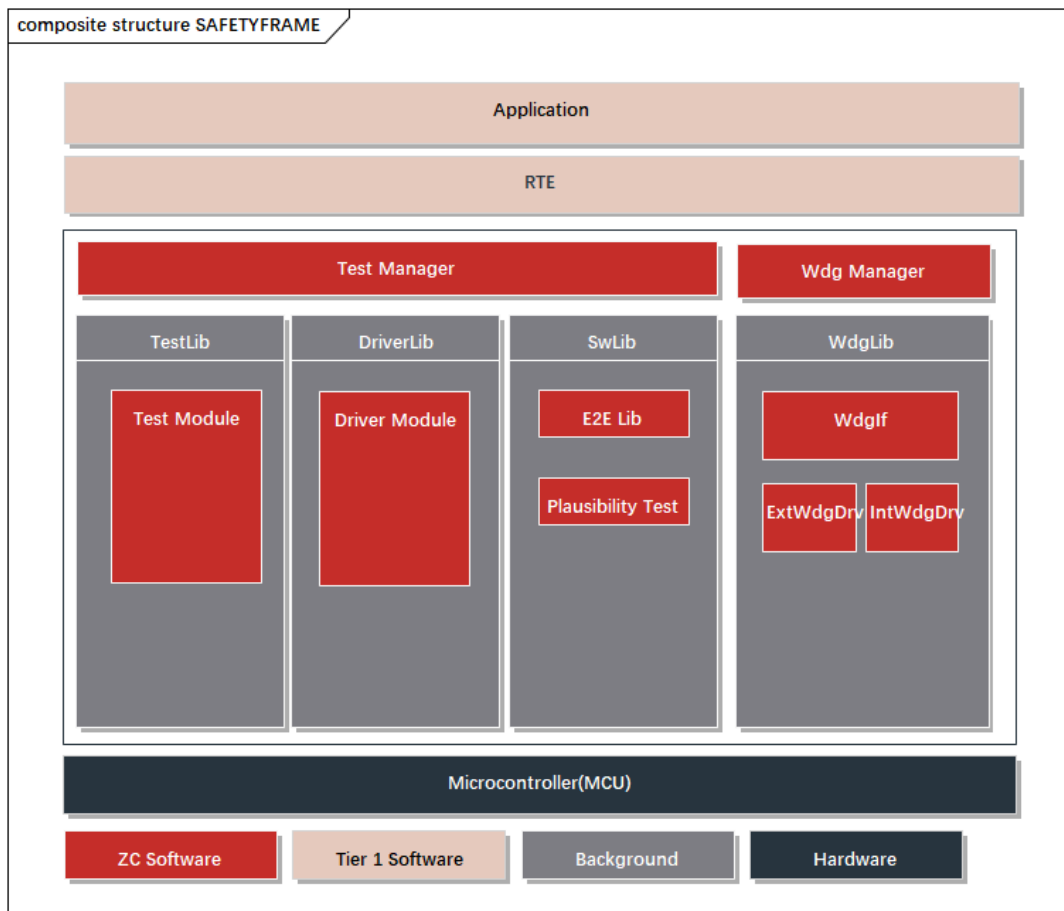 composite structure SAFETYFRAME
Application
RTE
Test Manager
Wdg Manager
TestLib
DriverLib
SwLib
WdgLib
Test Module
Driver Module
E2E Lib
WdgIf
Plausibility Test
ExtWdgDrv
IntWdgDrv
Microcontroller(MCU)
ZC Software
Tier 1 Software
Background
Hardware